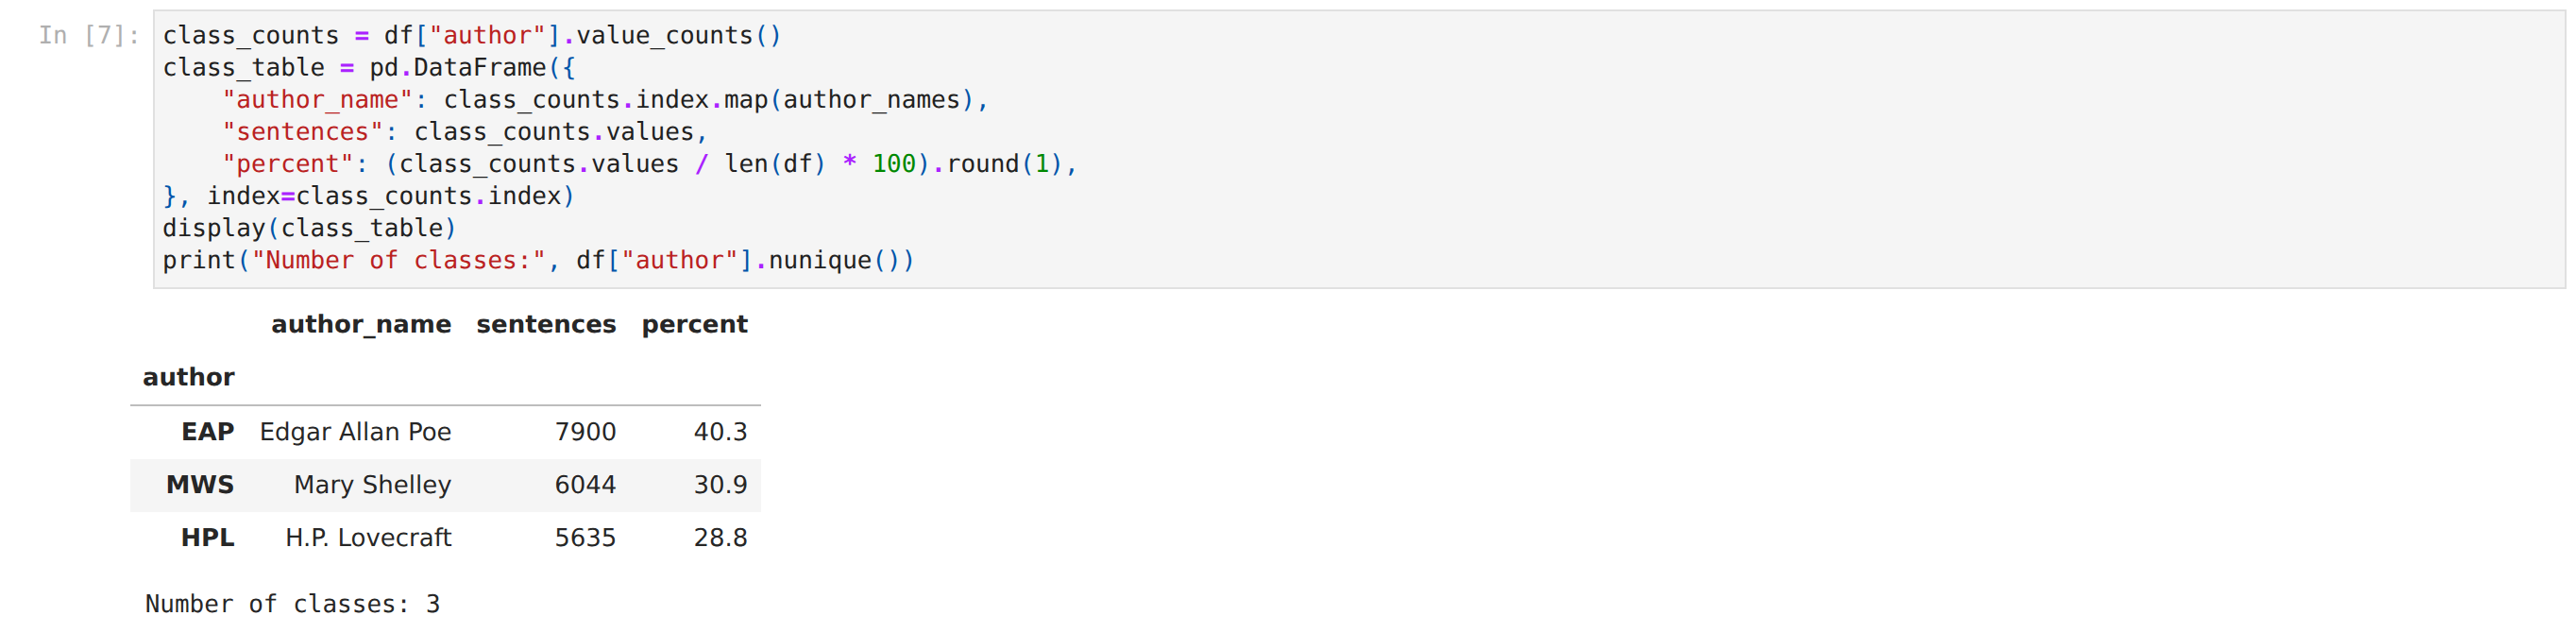 In [7]: class_counts = df["author"].value_counts()
class_table = pd.DataFrame({
    "author_name": class_counts.index.map(author_names),
    "sentences": class_counts.values,
    "percent": (class_counts.values / len(df) * 100).round(1),
}, index=class_counts.index)
display(class_table)
print("Number of classes:", df["author"].nunique())
author_name sentences percent
author
EAP Edgar Allan Poe 7900 40.3
MWS Mary Shelley 6044 30.9
HPL H.P. Lovecraft 5635 28.8
Number of classes: 3